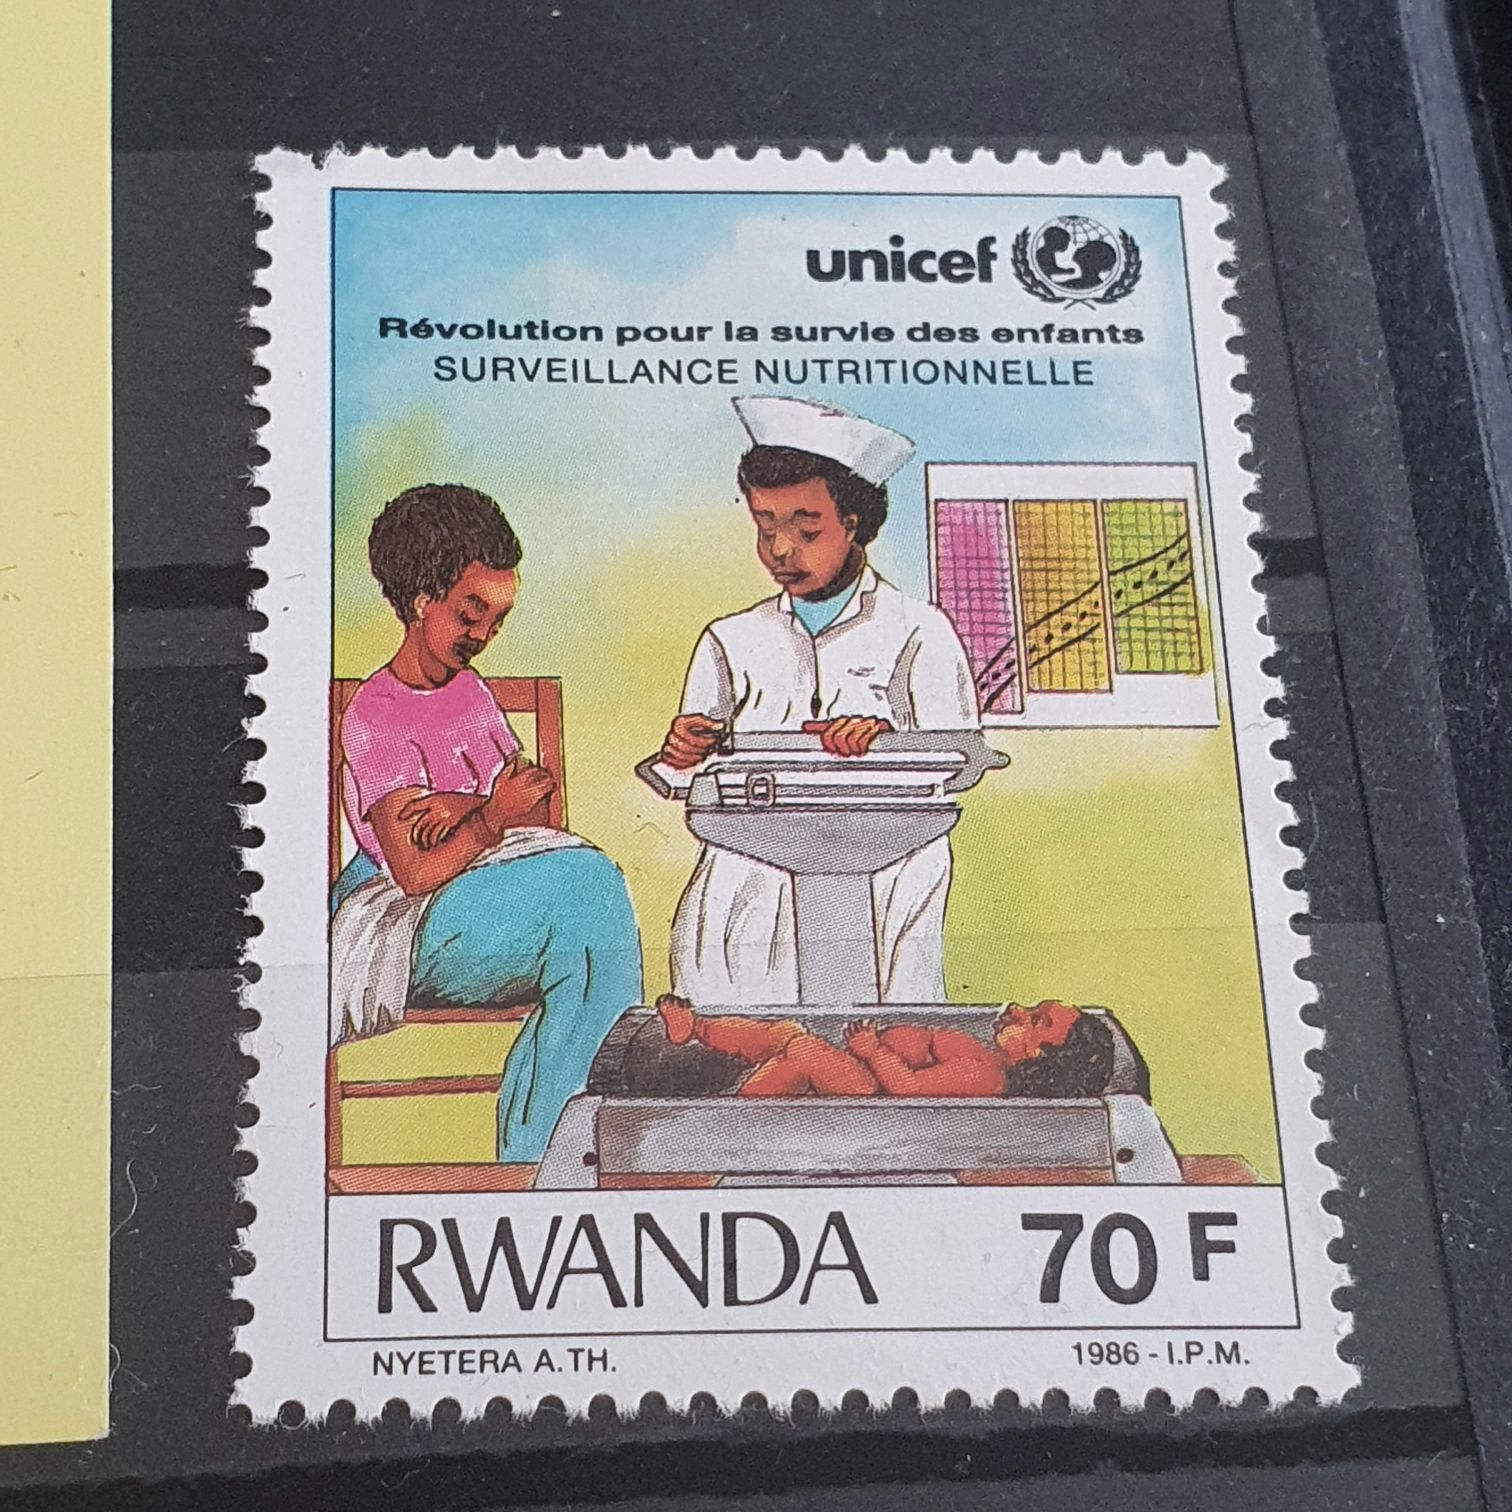 unicef
Révolution pour la survie des enfants
SURVEILLANCE NUTRITIONNELLE
RWANDA 70 F
NYETERA A.TH. 1986 - I.P.M.